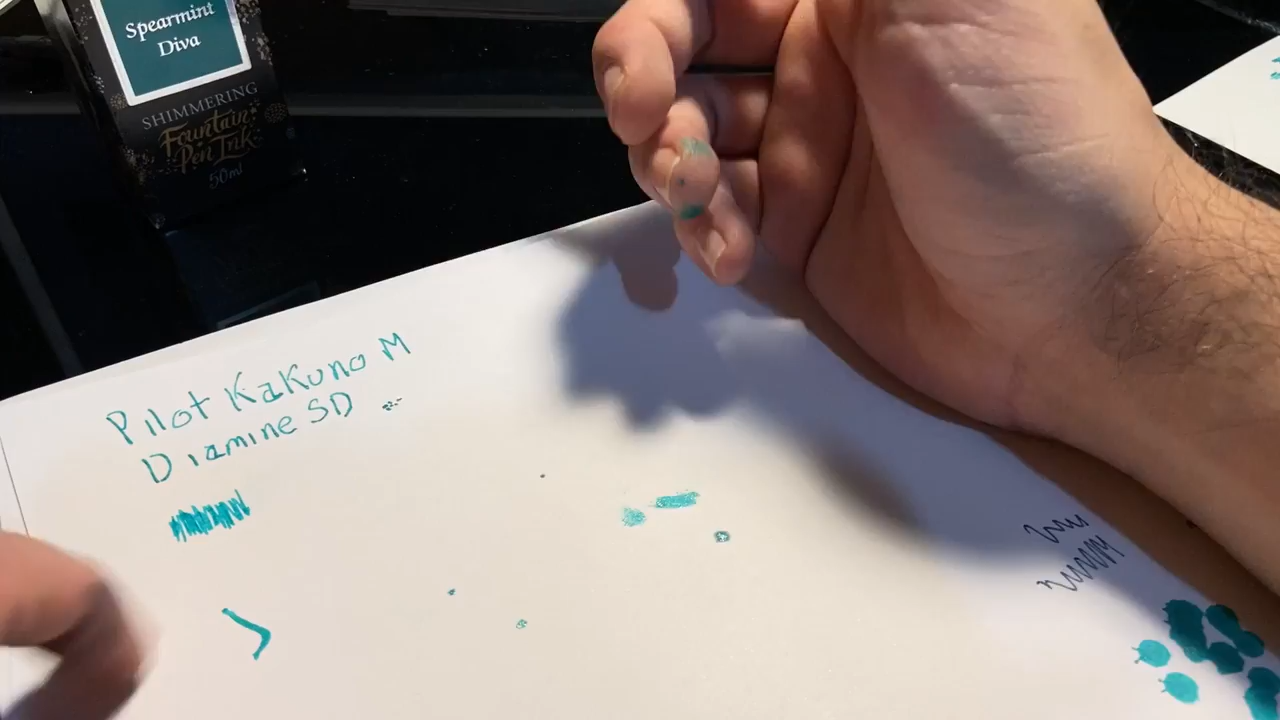 Spearmint
Diva
SHIMMERING
Fountain
Pen Ink
50ml
Pilot Kakuno M
Diamine SD